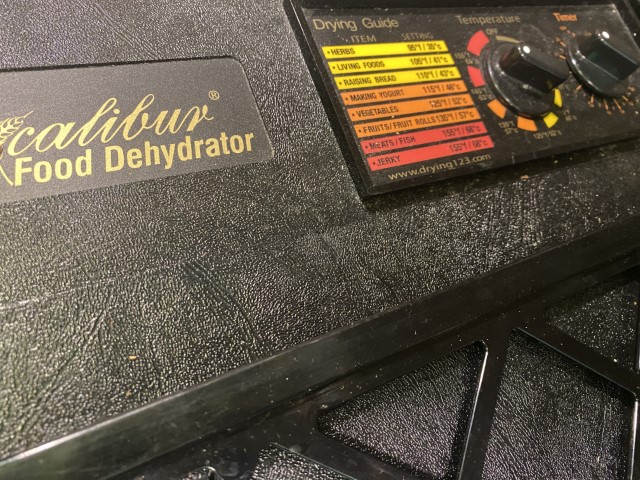 calibur®
Food Dehydrator
Drying Guide
ITEM SETTING
• HERBS 95°f / 35°c
• LIVING FOODS 105°f / 41°c
• RAISING BREAD 110°f / 43°c
• MAKING YOGURT 115°f / 46°c
• VEGETABLES 125°f / 52°c
• FRUITS/FRUIT ROLLS 135°f / 57°c
• MEATS/FISH 155°f / 68°c
• JERKY 155°f / 68°c
www.drying123.com
Temperature
OFF
Timer